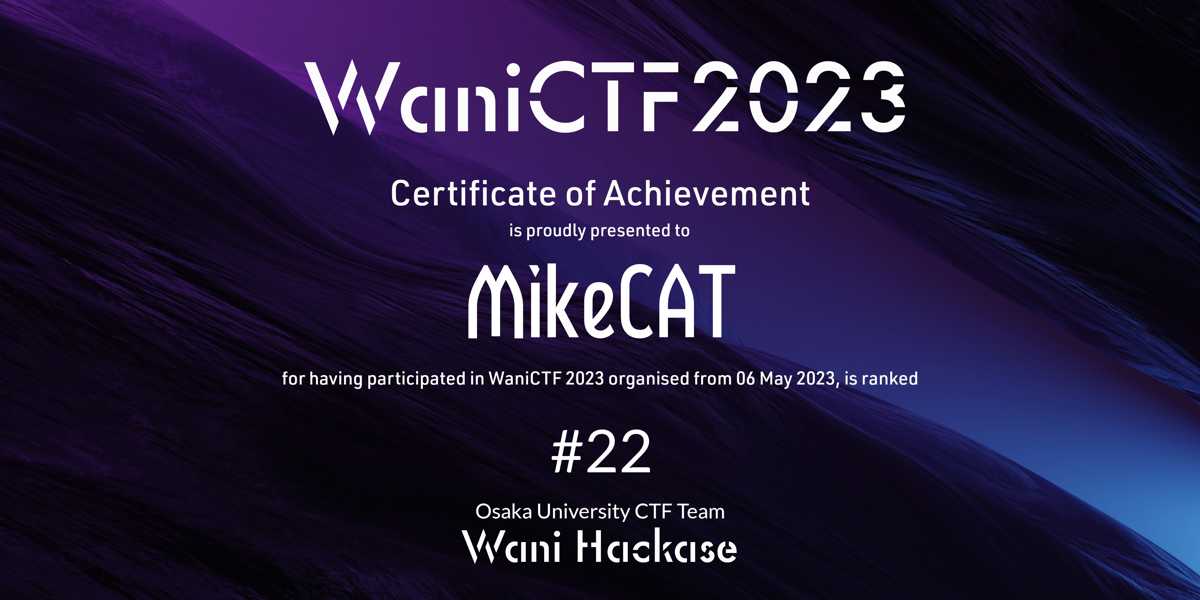 WaniCTF2023
Certificate of Achievement
is proudly presented to
MikeCAT
for having participated in WaniCTF 2023 organised from 06 May 2023, is ranked
#22
Osaka University CTF Team
Wani Hackase